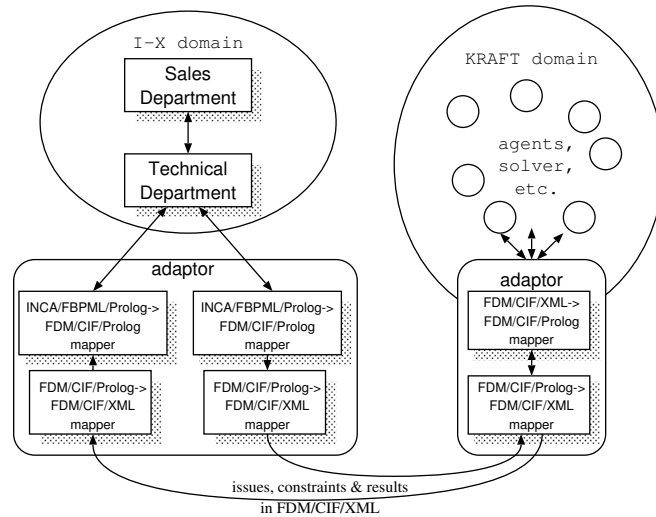 I-X domain
Sales
Department
Technical
Department
KRAFT domain
agents,
solver,
etc.
adaptor
INCA/FBPML/Prolog->
FDM/CIF/Prolog
mapper
INCA/FBPML/Prolog->
FDM/CIF/Prolog
mapper
FDM/CIF/Prolog->
FDM/CIF/XML
mapper
FDM/CIF/Prolog->
FDM/CIF/XML
mapper
adaptor
FDM/CIF/XML->
FDM/CIF/Prolog
mapper
FDM/CIF/Prolog->
FDM/CIF/XML
mapper
issues, constraints & results
in FDM/CIF/XML